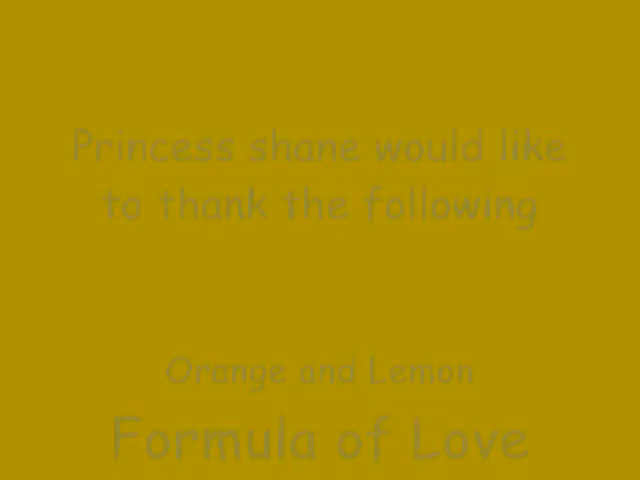 Princess shane would like
to thank the following
Orange and Lemon
Formula of Love